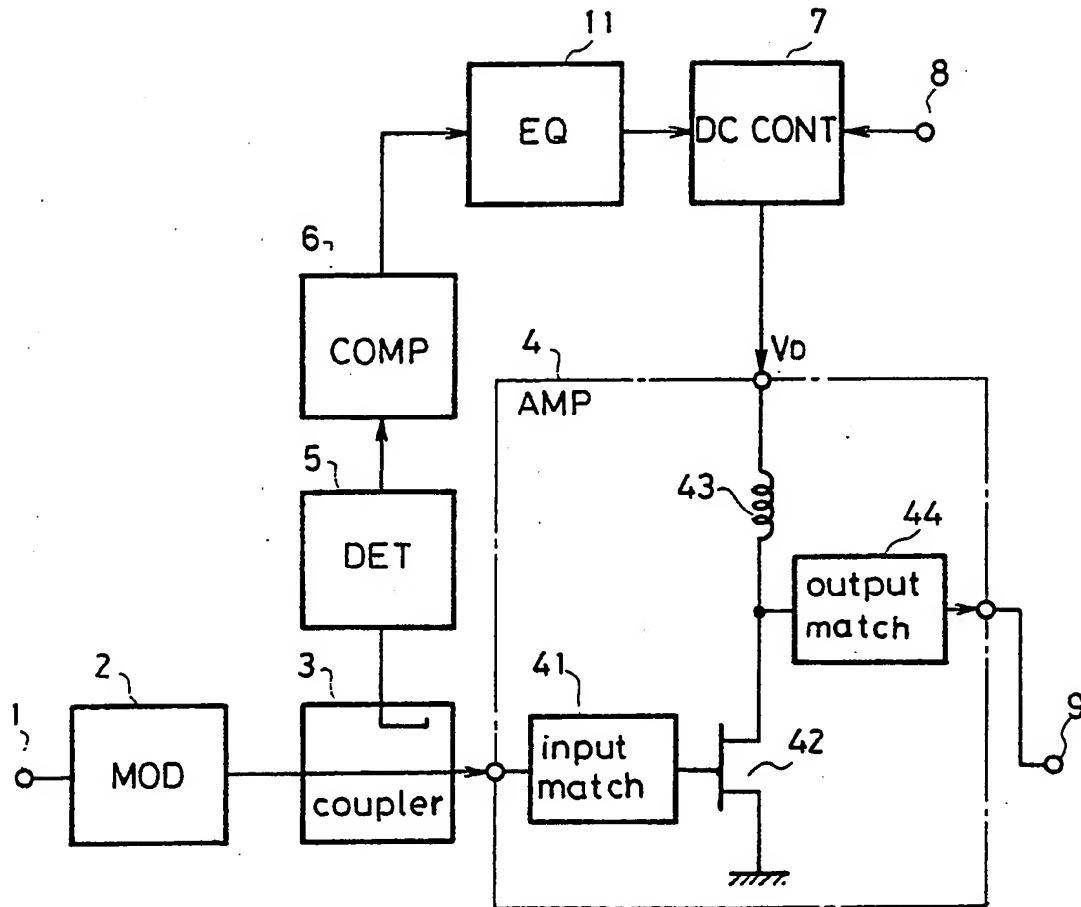 11
7
8
EQ
DC CONT
6
COMP
4
VD
AMP
5
43
DET
44
output
match
2
3
41
1
9
42
MOD
coupler
input
match